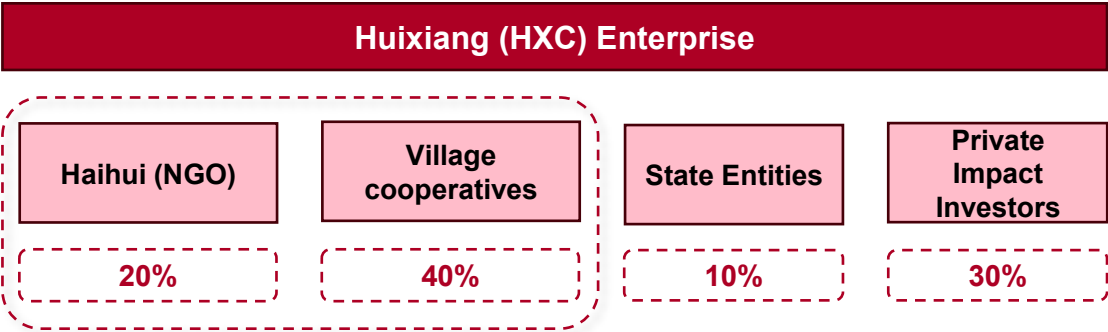 Huixiang (HXC) Enterprise
Haihui (NGO)
Village
cooperatives
State Entities
Private
Impact
Investors
20%
40%
10%
30%